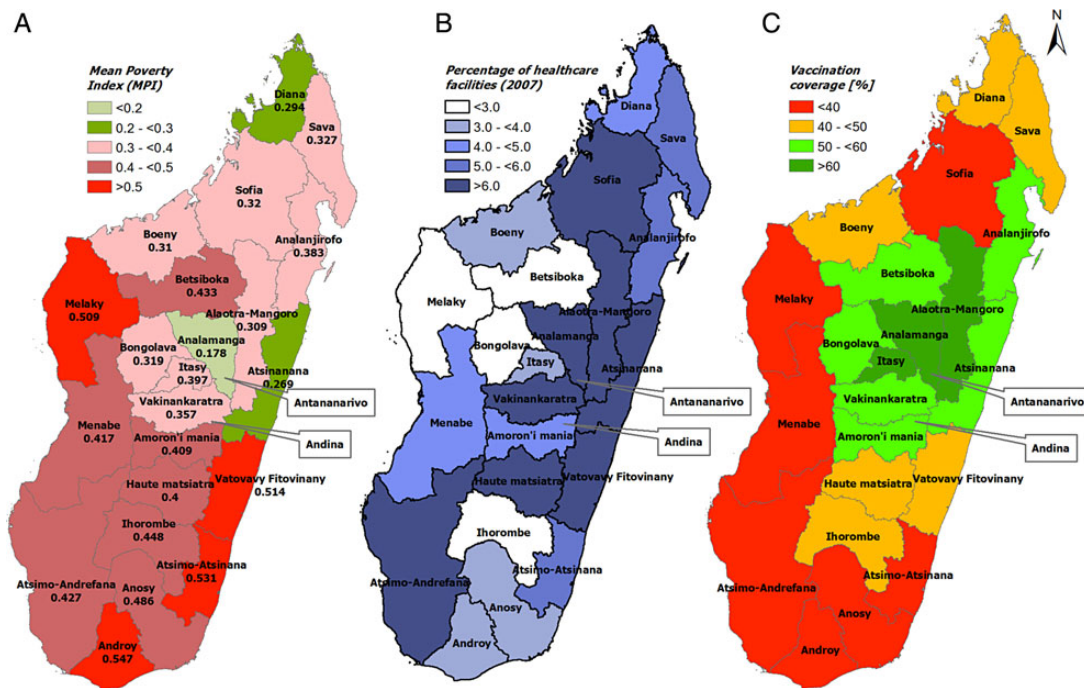 A
Mean Poverty
Index (MPI)
<0.2
0.2 - <0.3
0.3 - <0.4
0.4 - <0.5
>0.5
Diana
0.294
Sava
0.327
Sofia
0.32
Boeny
0.31
Analanjirofo
0.383
Betsiboka
0.433
Melaky
0.509
Alaotra-Mangoro
0.309
Analamanga
0.178
Bongolava
0.319
Itasy
0.397
Atsinanana
0.269
Vakinankaratra
0.357
Antananarivo
Menabe
0.417
Andina
Amoron'i mania
0.409
Haute matsiatra
0.4
Vatovavy Fitovinany
0.514
Ihorombe
0.448
Atsimo-Atsinana
0.531
Atsimo-Andrefana
0.427
Anosy
0.486
Androy
0.547
B
Percentage of healthcare
facilities (2007)
<3.0
3.0 - <4.0
4.0 - <5.0
5.0 - <6.0
>6.0
Diana
Sava
Sofia
Boeny
Analanjirofo
Betsiboka
Melaky
Alaotra-Mangoro
Analamanga
Bongolava
Itasy
Atsinanana
Vakinankaratra
Antananarivo
Menabe
Amoron'i mania
Andina
Haute matsiatra
Vatovavy Fitovinany
Ihorombe
Atsimo-Atsinana
Atsimo-Andrefana
Anosy
Androy
C
N
Vaccination
coverage [%]
<40
40 - <50
50 - <60
>60
Diana
Sava
Sofia
Boeny
Analanjirofo
Betsiboka
Melaky
Alaotra-Mangoro
Analamanga
Bongolava
Itasy
Atsinanana
Vakinankaratra
Antananarivo
Menabe
Amoron'i mania
Andina
Haute matsiatra
Vatovavy Fitovinany
Ihorombe
Atsimo-Atsinana
Atsimo-Andrefana
Anosy
Androy